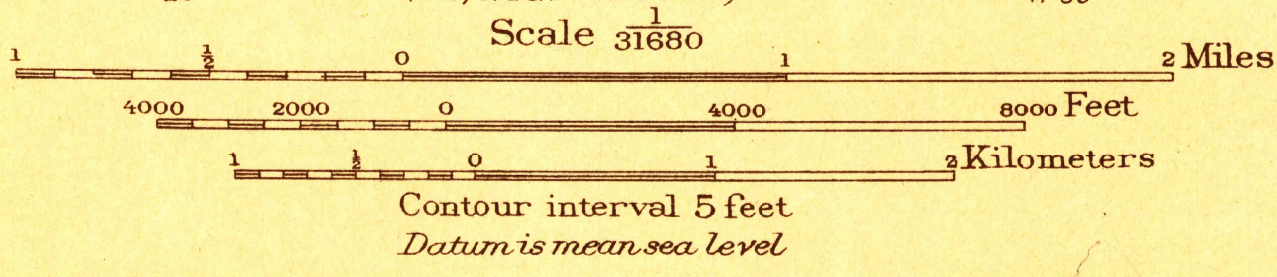 Scale 1/31680
1 ½ 0 1 2 Miles
4000 2000 0 4000 8000 Feet
1 ½ 0 1 2 Kilometers
Contour interval 5 feet
Datum is mean sea level